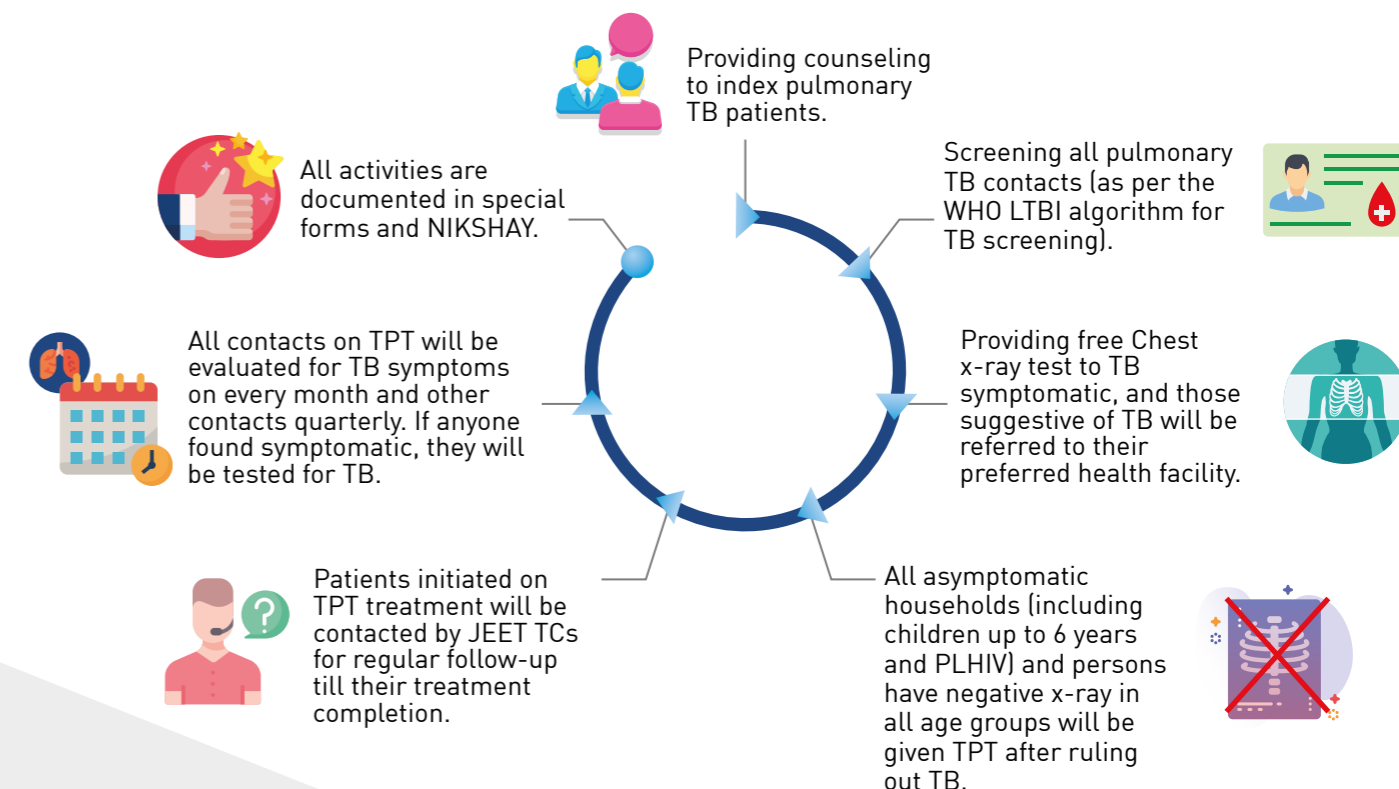 Providing counseling
to index pulmonary
TB patients.
Screening all pulmonary
TB contacts (as per the
WHO LTBI algorithm for
TB screening).
Providing free Chest
x-ray test to TB
symptomatic, and those
suggestive of TB will be
referred to their
preferred health facility.
All asymptomatic
households (including
children up to 6 years
and PLHIV) and persons
have negative x-ray in
all age groups will be
given TPT after ruling
out TB.
Patients initiated on
TPT treatment will be
contacted by JEET TCs
for regular follow-up
till their treatment
completion.
All contacts on TPT will be
evaluated for TB symptoms
on every month and other
contacts quarterly. If anyone
found symptomatic, they will
be tested for TB.
All activities are
documented in special
forms and NIKSHAY.